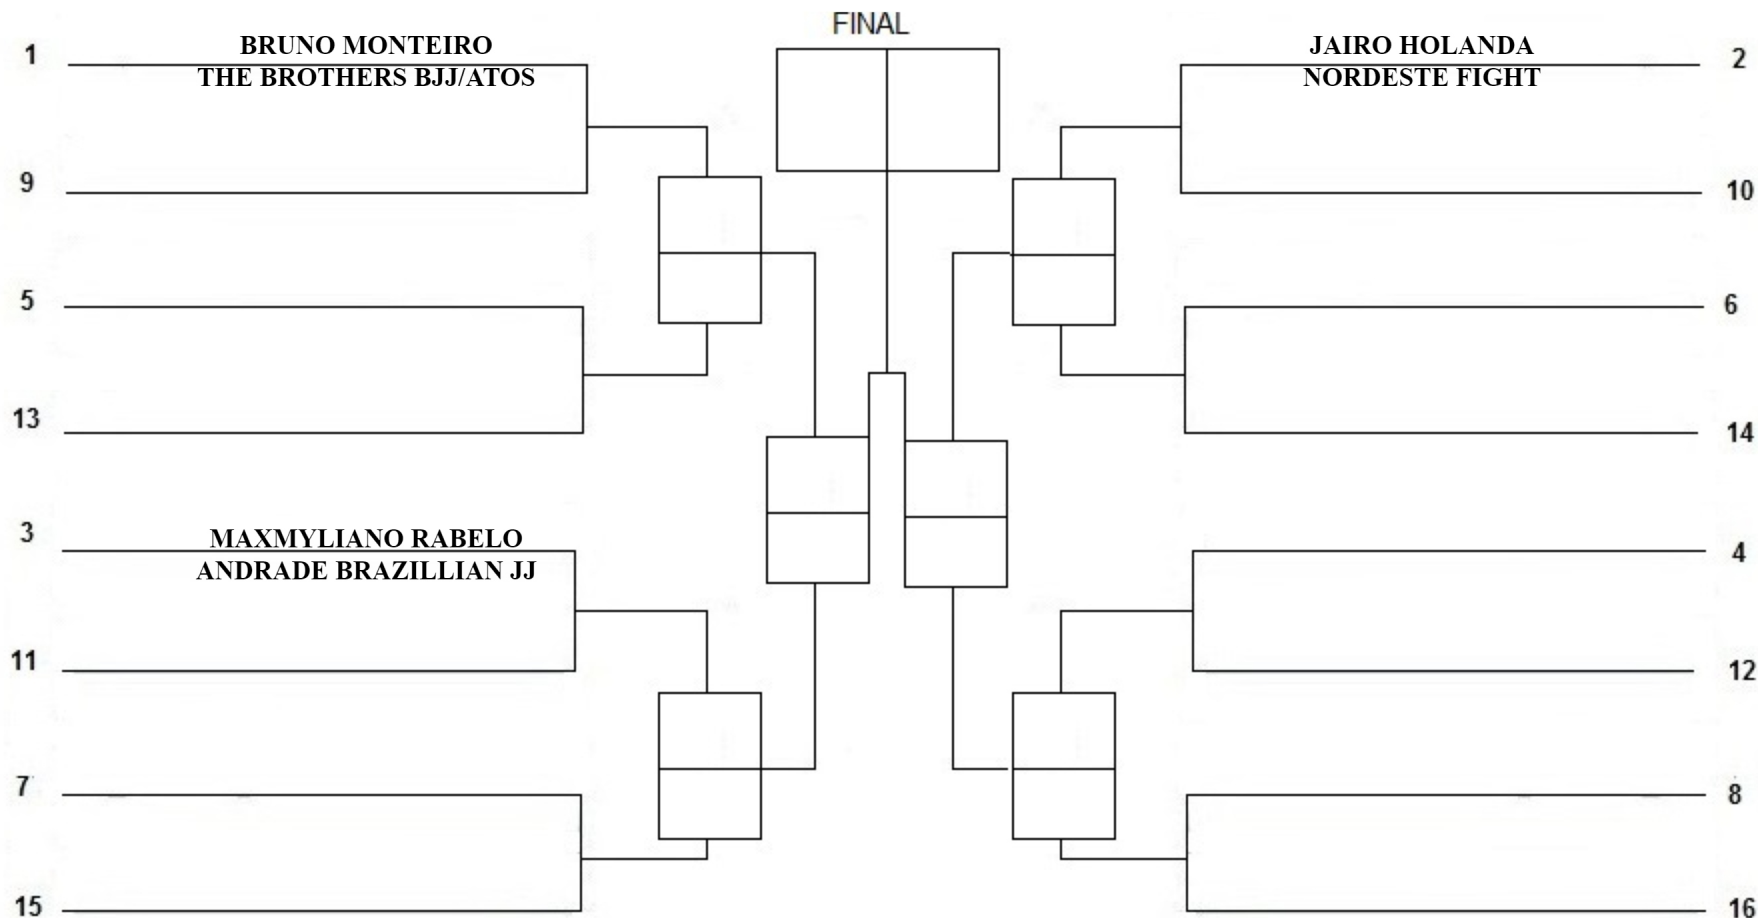 FINAL
1
BRUNO MONTEIRO
THE BROTHERS BJJ/ATOS
JAIRO HOLANDA
NORDESTE FIGHT
2
9
10
5
6
13
14
3
MAXMYLIANO RABELO
ANDRADE BRAZILLIAN JJ
4
11
12
7
8
15
16